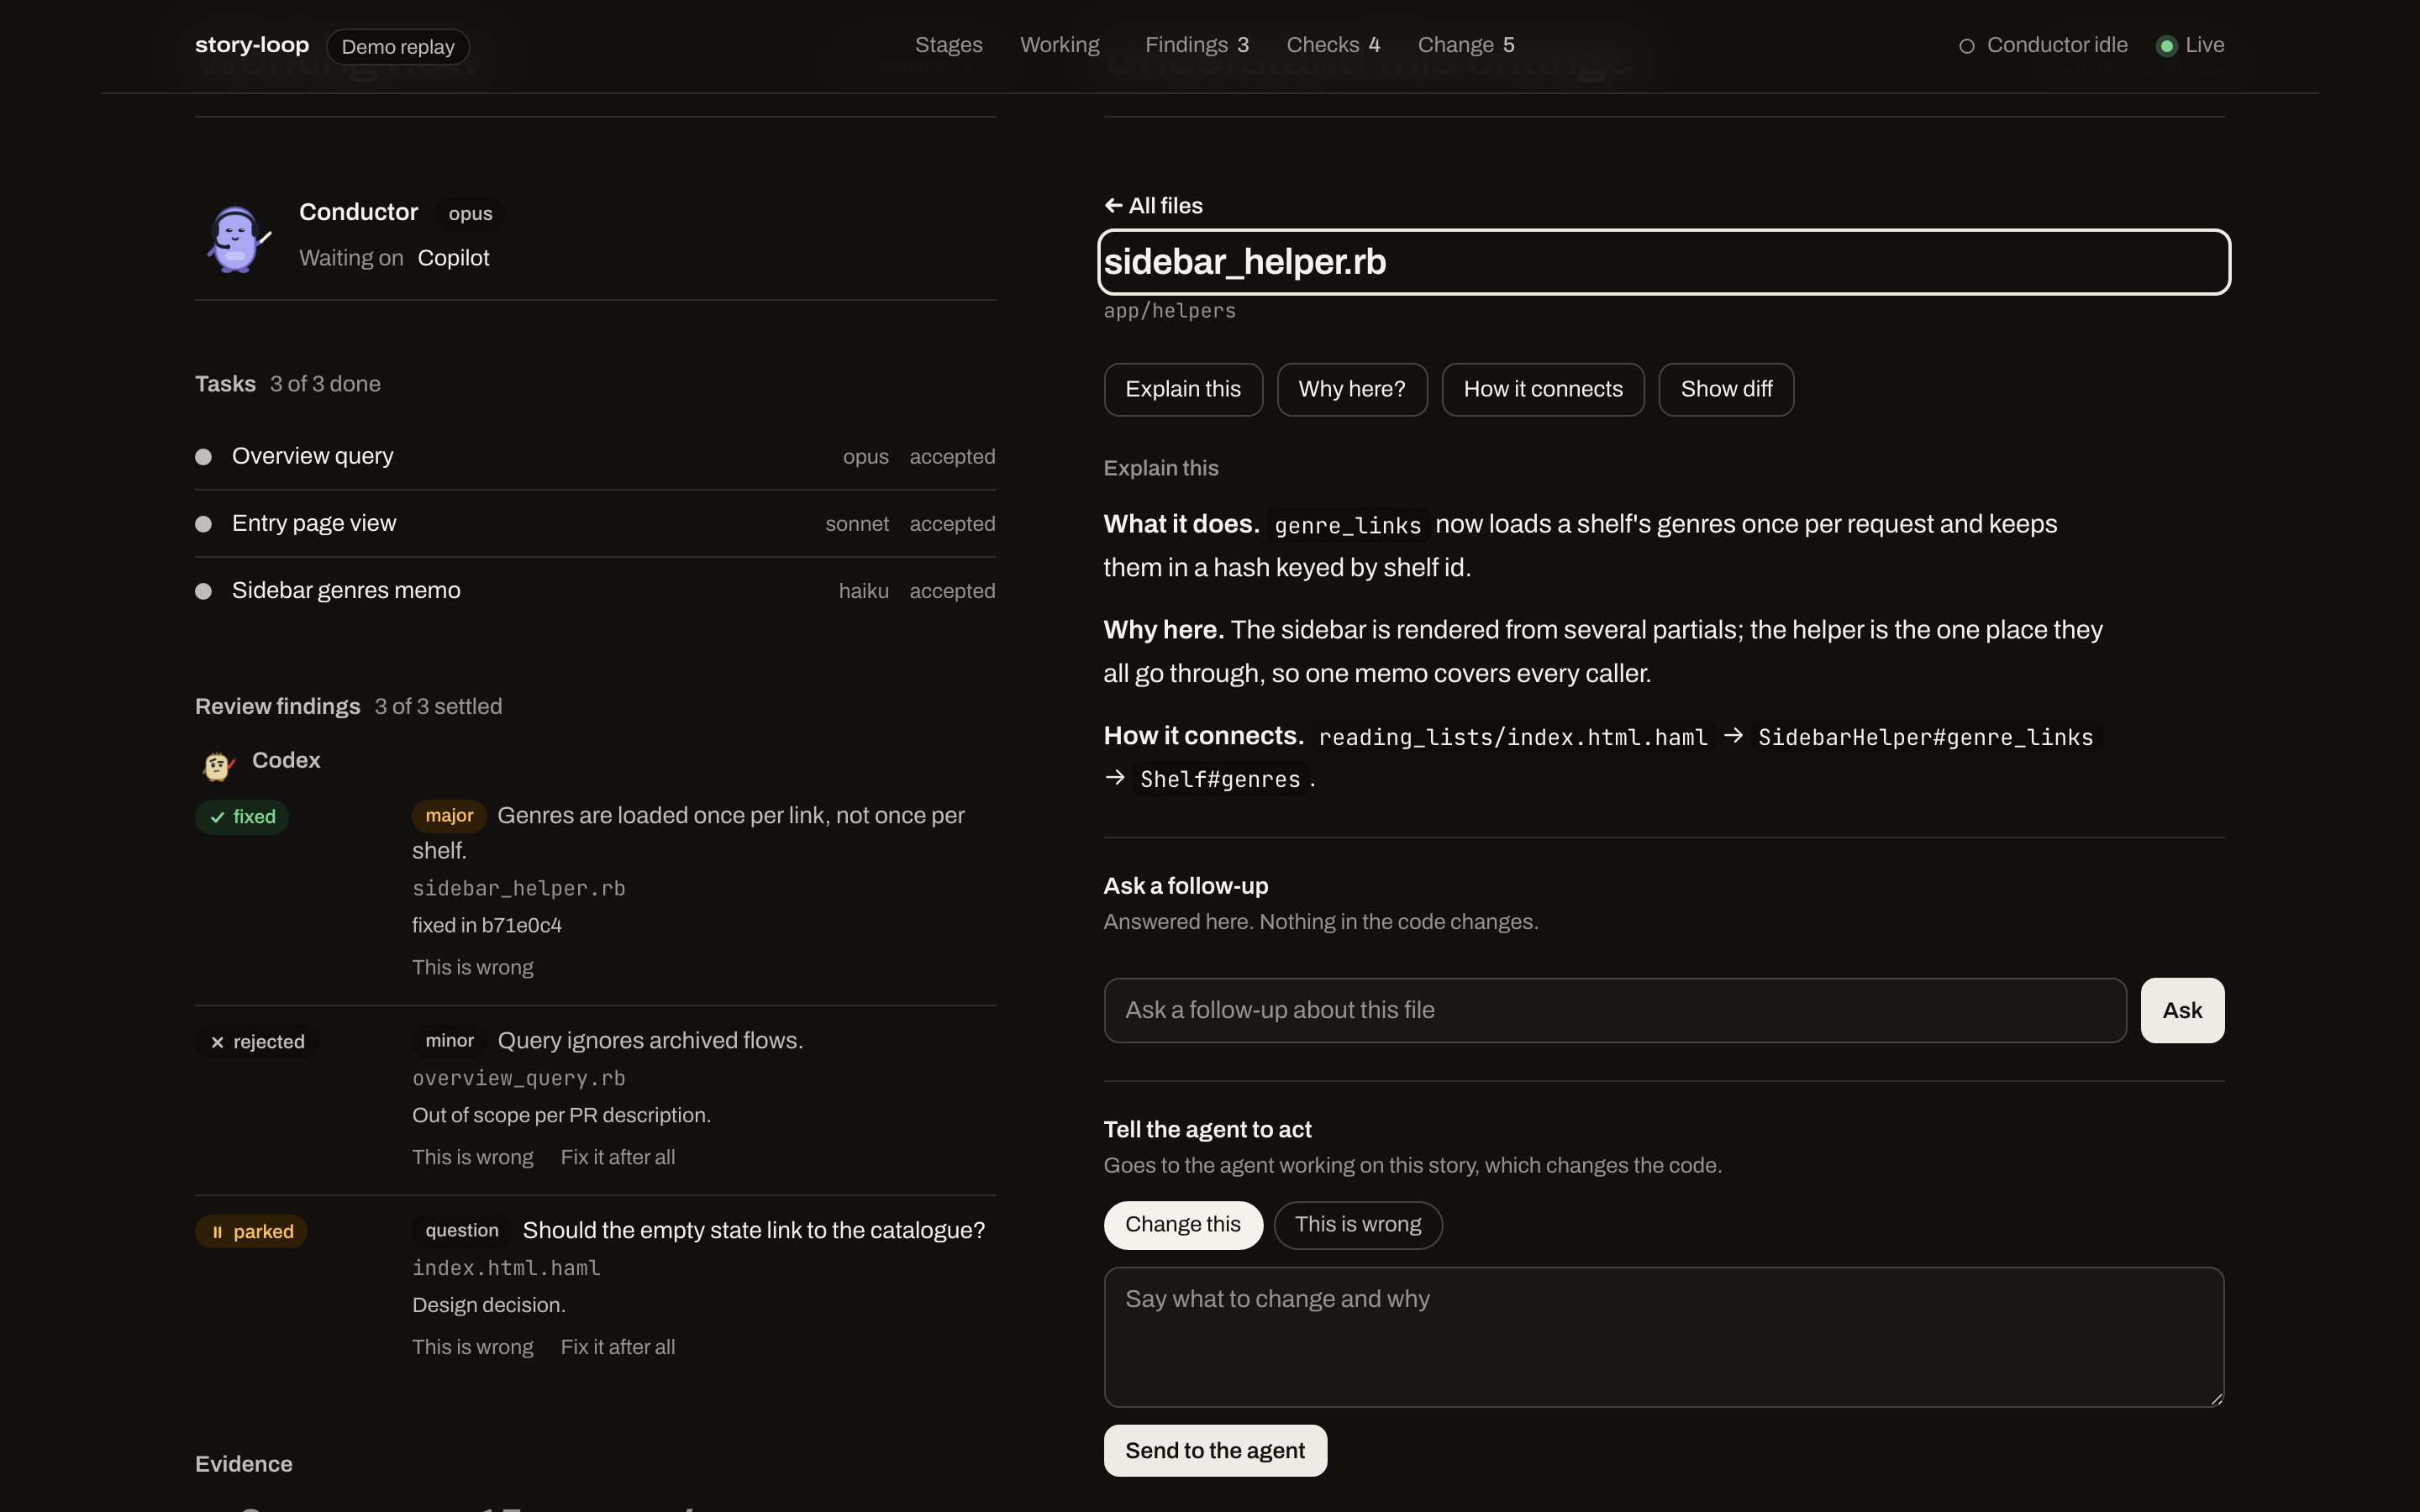 story-loop Demo replay Stages Working Findings 3 Checks 4 Change 5 Conductor idle Live
Working now
Understand this change
Conductor opus
Waiting on Copilot
Tasks 3 of 3 done
Overview query opus accepted
Entry page view sonnet accepted
Sidebar genres memo haiku accepted
Review findings 3 of 3 settled
Codex
fixed major Genres are loaded once per link, not once per
shelf.
sidebar_helper.rb
fixed in b71e0c4
This is wrong
rejected minor Query ignores archived flows.
overview_query.rb
Out of scope per PR description.
This is wrong Fix it after all
parked question Should the empty state link to the catalogue?
index.html.haml
Design decision.
This is wrong Fix it after all
Evidence
← All files
sidebar_helper.rb
app/helpers
Explain this Why here? How it connects Show diff
Explain this
What it does. genre_links now loads a shelf's genres once per request and keeps
them in a hash keyed by shelf id.
Why here. The sidebar is rendered from several partials; the helper is the one place they
all go through, so one memo covers every caller.
How it connects. reading_lists/index.html.haml → SidebarHelper#genre_links
→ Shelf#genres.
Ask a follow-up
Answered here. Nothing in the code changes.
Ask a follow-up about this file Ask
Tell the agent to act
Goes to the agent working on this story, which changes the code.
Change this This is wrong
Say what to change and why
Send to the agent